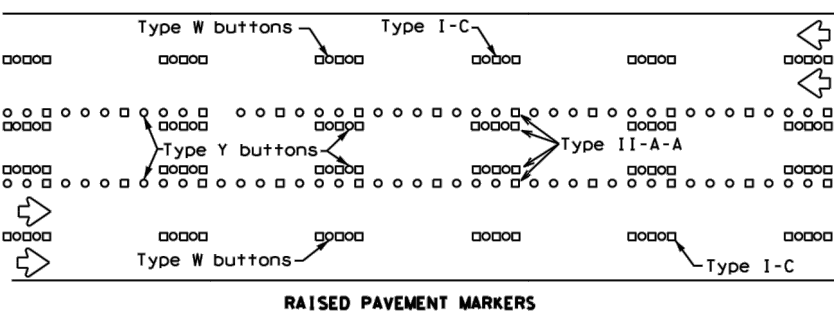 Type W buttons
Type I-C
Type Y buttons
Type II-A-A
Type W buttons
Type I-C
RAISED PAVEMENT MARKERS